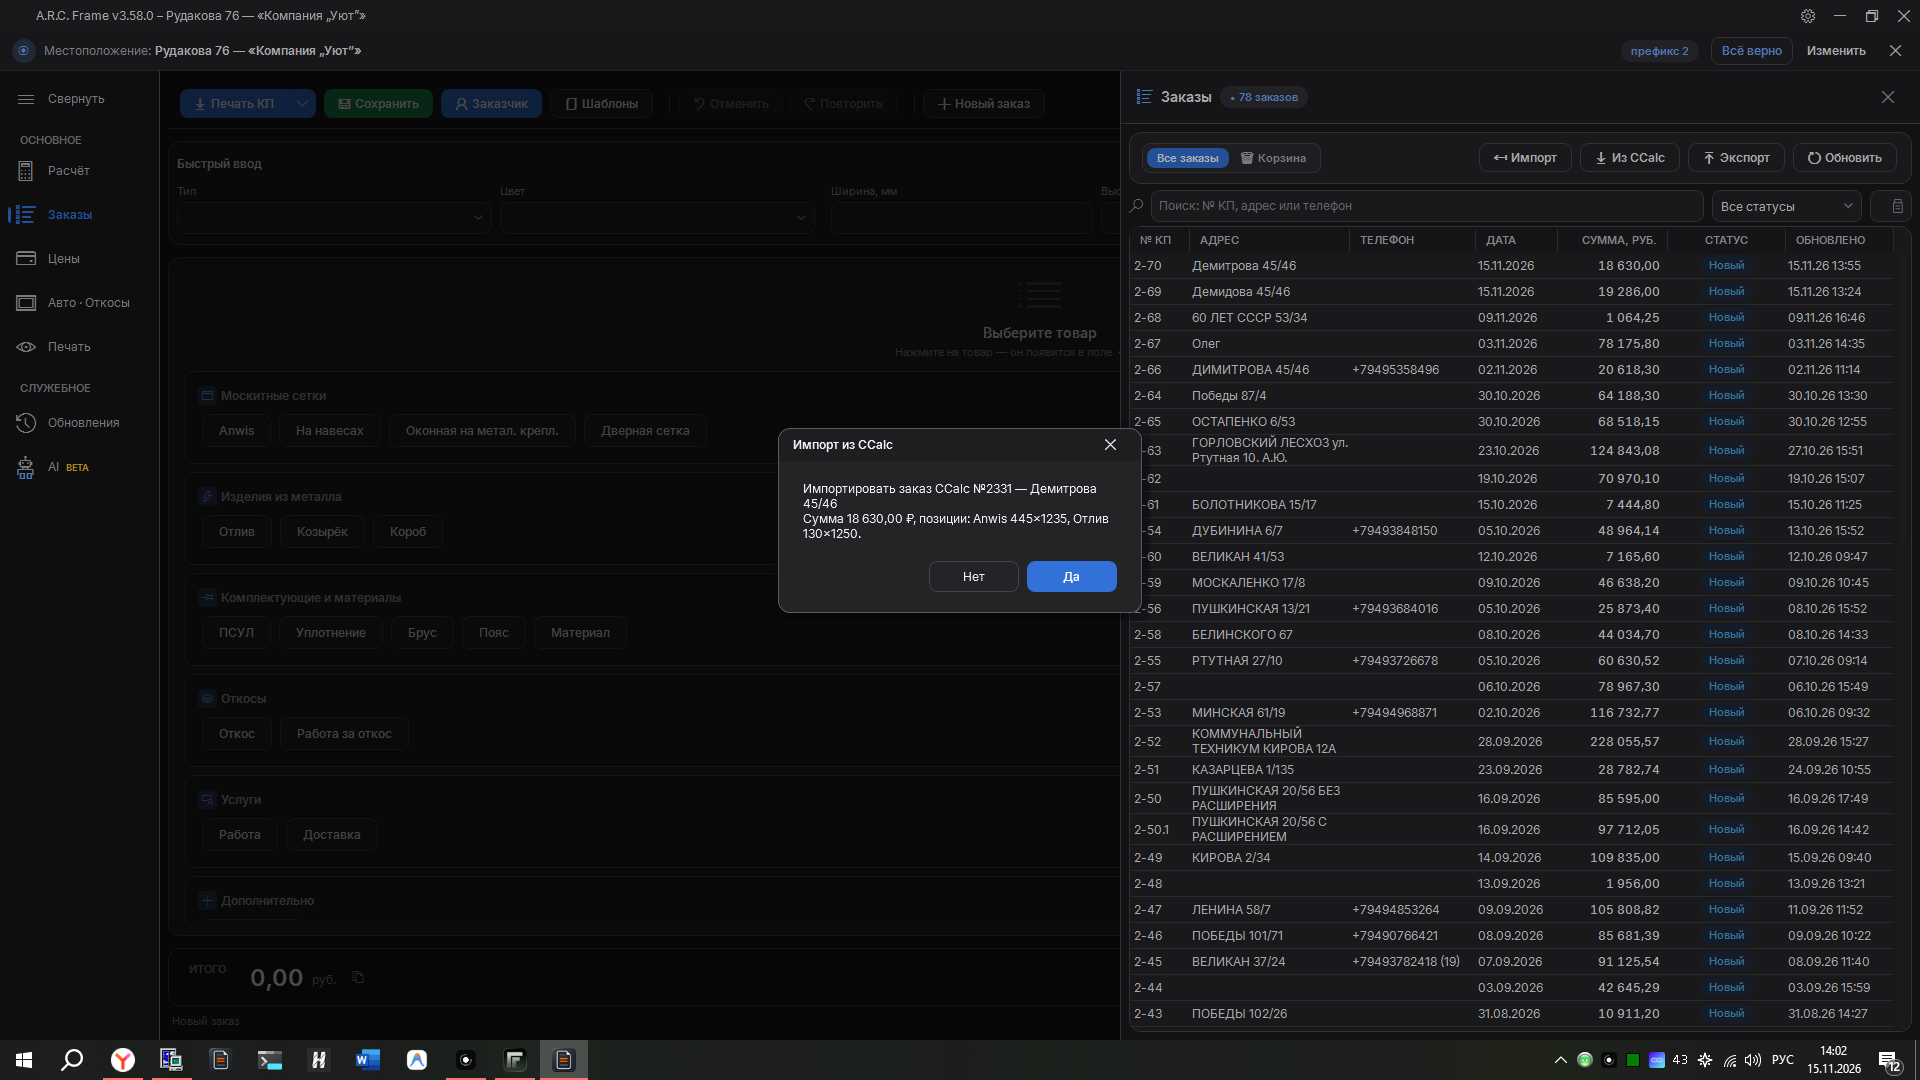 A.R.C. Frame v3.58.0 – Рудакова 76 — «Компания „Уют"»
Местоположение: Рудакова 76 — «Компания „Уют"»
префикс 2
Всё верно
Изменить
Свернуть
ОСНОВНОЕ
Расчёт
Заказы
Цены
Авто · Откосы
Печать
СЛУЖЕБНОЕ
Обновления
AI BETA
Печать КП
Сохранить
Заказчик
Шаблоны
Отменить
Повторить
Новый заказ
Быстрый ввод
Тип
Цвет
Ширина, мм
Выс
Выберите товар
Нажмите на товар — он появится в поле
Москитные сетки
Anwis
На навесах
Оконная на метал. крепл.
Дверная сетка
Изделия из металла
Отлив
Козырёк
Короб
Комплектующие и материалы
ПСУЛ
Уплотнение
Брус
Пояс
Материал
Откосы
Откос
Работа за откос
Услуги
Работа
Доставка
Дополнительно
ИТОГО
0,00 руб.
Новый заказ
Импорт из CCalc
Импортировать заказ CCalc №2331 — Демитрова
45/46
Сумма 18 630,00 ₽, позиции: Anwis 445×1235, Отлив
130×1250.
Нет
Да
Заказы
• 78 заказов
Все заказы
Корзина
Импорт
Из CCalc
Экспорт
Обновить
Поиск: № КП, адрес или телефон
Все статусы
№ КП АДРЕС ТЕЛЕФОН ДАТА СУММА, РУБ. СТАТУС ОБНОВЛЕНО
2-70 Демитрова 45/46 15.11.2026 18 630,00 Новый 15.11.26 13:55
2-69 Демидова 45/46 15.11.2026 19 286,00 Новый 15.11.26 13:24
2-68 60 ЛЕТ СССР 53/34 09.11.2026 1 064,25 Новый 09.11.26 16:46
2-67 Олег 03.11.2026 78 175,80 Новый 03.11.26 14:35
2-66 ДИМИТРОВА 45/46 +79495358496 02.11.2026 20 618,30 Новый 02.11.26 11:14
2-64 Победы 87/4 30.10.2026 64 188,30 Новый 30.10.26 13:30
2-65 ОСТАПЕНКО 6/53 30.10.2026 68 518,15 Новый 30.10.26 12:55
-63 ГОРЛОВСКИЙ ЛЕСХОЗ ул.
Ртутная 10. А.Ю. 23.10.2026 124 843,08 Новый 27.10.26 15:51
-62 19.10.2026 70 970,10 Новый 19.10.26 15:07
-61 БОЛОТНИКОВА 15/17 15.10.2026 7 444,80 Новый 15.10.26 11:25
-54 ДУБИНИНА 6/7 +79493848150 05.10.2026 48 964,14 Новый 13.10.26 15:52
-60 ВЕЛИКАН 41/53 12.10.2026 7 165,60 Новый 12.10.26 09:47
-59 МОСКАЛЕНКО 17/8 09.10.2026 46 638,20 Новый 09.10.26 10:45
2-56 ПУШКИНСКАЯ 13/21 +79493684016 05.10.2026 25 873,40 Новый 08.10.26 15:52
2-58 БЕЛИНСКОГО 67 08.10.2026 44 034,70 Новый 08.10.26 14:33
2-55 РТУТНАЯ 27/10 +79493726678 05.10.2026 60 630,52 Новый 07.10.26 09:14
2-57 06.10.2026 78 967,30 Новый 06.10.26 15:49
2-53 МИНСКАЯ 61/19 +79494968871 02.10.2026 116 732,77 Новый 06.10.26 09:32
2-52 КОММУНАЛЬНЫЙ
ТЕХНИКУМ КИРОВА 12А 28.09.2026 228 055,57 Новый 28.09.26 15:27
2-51 КАЗАРЦЕВА 1/135 23.09.2026 28 782,74 Новый 24.09.26 10:55
2-50 ПУШКИНСКАЯ 20/56 БЕЗ
РАСШИРЕНИЯ 16.09.2026 85 595,00 Новый 16.09.26 17:49
2-50.1 ПУШКИНСКАЯ 20/56 С
РАСШИРЕНИЕМ 16.09.2026 97 712,05 Новый 16.09.26 14:42
2-49 КИРОВА 2/34 14.09.2026 109 835,00 Новый 15.09.26 09:40
2-48 13.09.2026 1 956,00 Новый 13.09.26 13:21
2-47 ЛЕНИНА 58/7 +79494853264 09.09.2026 105 808,82 Новый 11.09.26 11:52
2-46 ПОБЕДЫ 101/71 +79490766421 08.09.2026 85 681,39 Новый 09.09.26 10:22
2-45 ВЕЛИКАН 37/24 +79493782418 (19) 07.09.2026 91 125,54 Новый 08.09.26 11:40
2-44 03.09.2026 42 645,29 Новый 03.09.26 15:59
2-43 ПОБЕДЫ 102/26 31.08.2026 10 911,20 Новый 31.08.26 14:27
43
РУС
14:02
15.11.2026
12